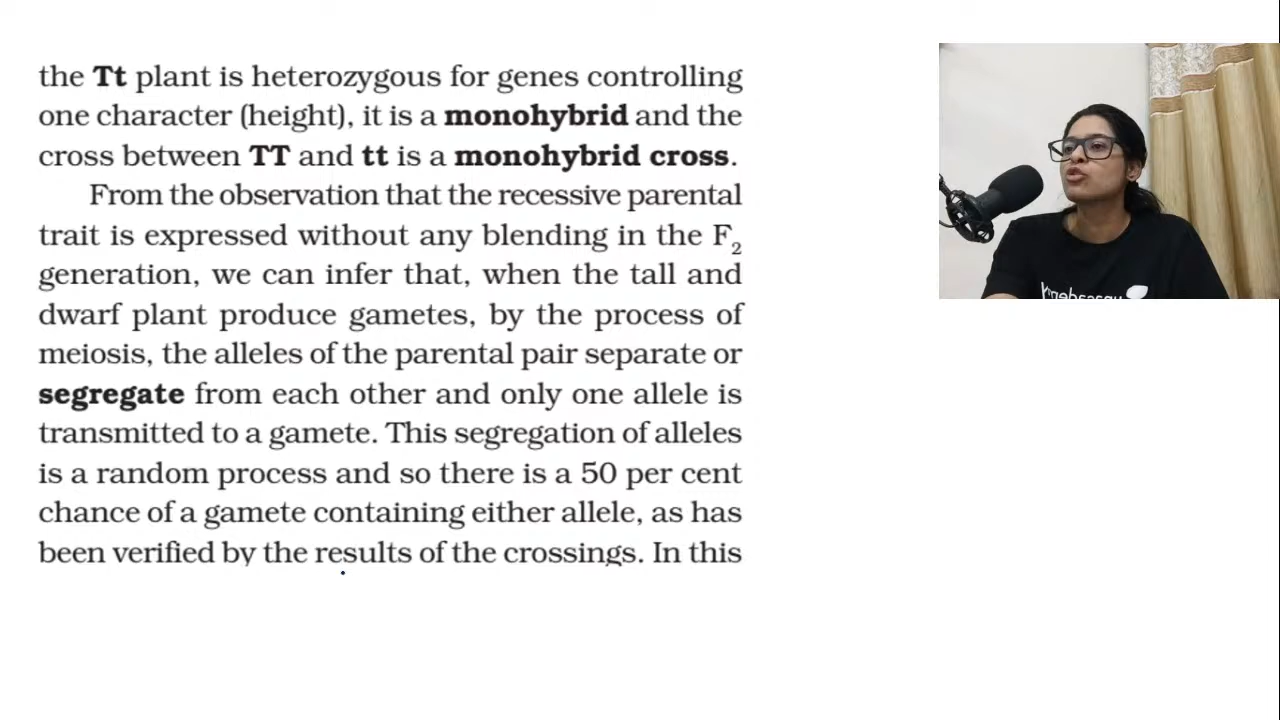 the Tt plant is heterozygous for genes controlling
one character (height), it is a monohybrid and the
cross between TT and tt is a monohybrid cross.
From the observation that the recessive parental
trait is expressed without any blending in the F₂
generation, we can infer that, when the tall and
dwarf plant produce gametes, by the process of
meiosis, the alleles of the parental pair separate or
segregate from each other and only one allele is
transmitted to a gamete. This segregation of alleles
is a random process and so there is a 50 per cent
chance of a gamete containing either allele, as has
been verified by the results of the crossings. In this